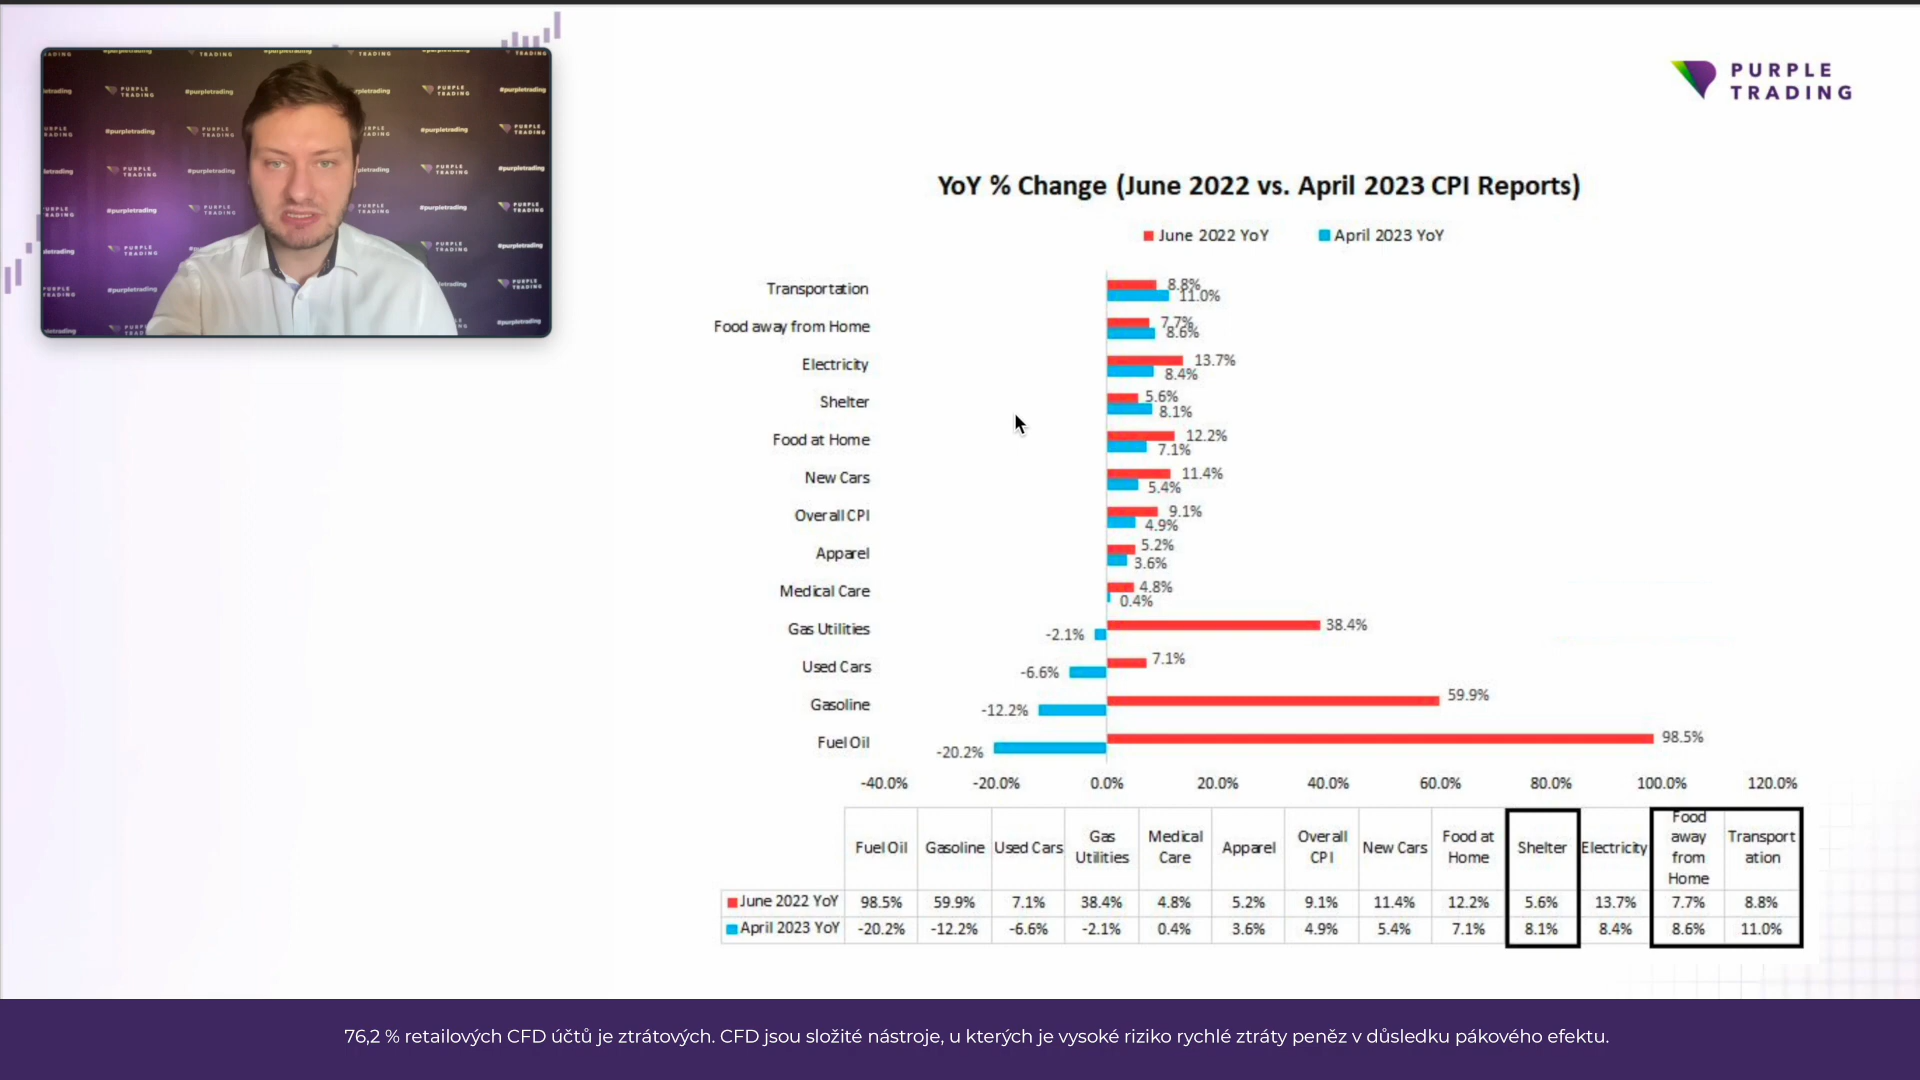 PURPLE
TRADING
#purpletrading
YoY % Change (June 2022 vs. April 2023 CPI Reports)
June 2022 YoY April 2023 YoY
Transportation 8.8% 11.0%
Food away from Home 7.7% 8.6%
Electricity 13.7% 8.4%
Shelter 5.6% 8.1%
Food at Home 12.2% 7.1%
New Cars 11.4% 5.4%
Overall CPI 9.1% 4.9%
Apparel 5.2% 3.6%
Medical Care 4.8% 0.4%
Gas Utilities -2.1% 38.4%
Used Cars -6.6% 7.1%
Gasoline -12.2% 59.9%
Fuel Oil -20.2% 98.5%
-40.0% -20.0% 0.0% 20.0% 40.0% 60.0% 80.0% 100.0% 120.0%
Fuel Oil Gasoline Used Cars Gas Utilities Medical Care Apparel Overall CPI New Cars Food at Home Shelter Electricity Food away from Home Transportation
June 2022 YoY 98.5% 59.9% 7.1% 38.4% 4.8% 5.2% 9.1% 11.4% 12.2% 5.6% 13.7% 7.7% 8.8%
April 2023 YoY -20.2% -12.2% -6.6% -2.1% 0.4% 3.6% 4.9% 5.4% 7.1% 8.1% 8.4% 8.6% 11.0%
76,2 % retailových CFD účtů je ztrátových. CFD jsou složité nástroje, u kterých je vysoké riziko rychlé ztráty peněz v důsledku pákového efektu.